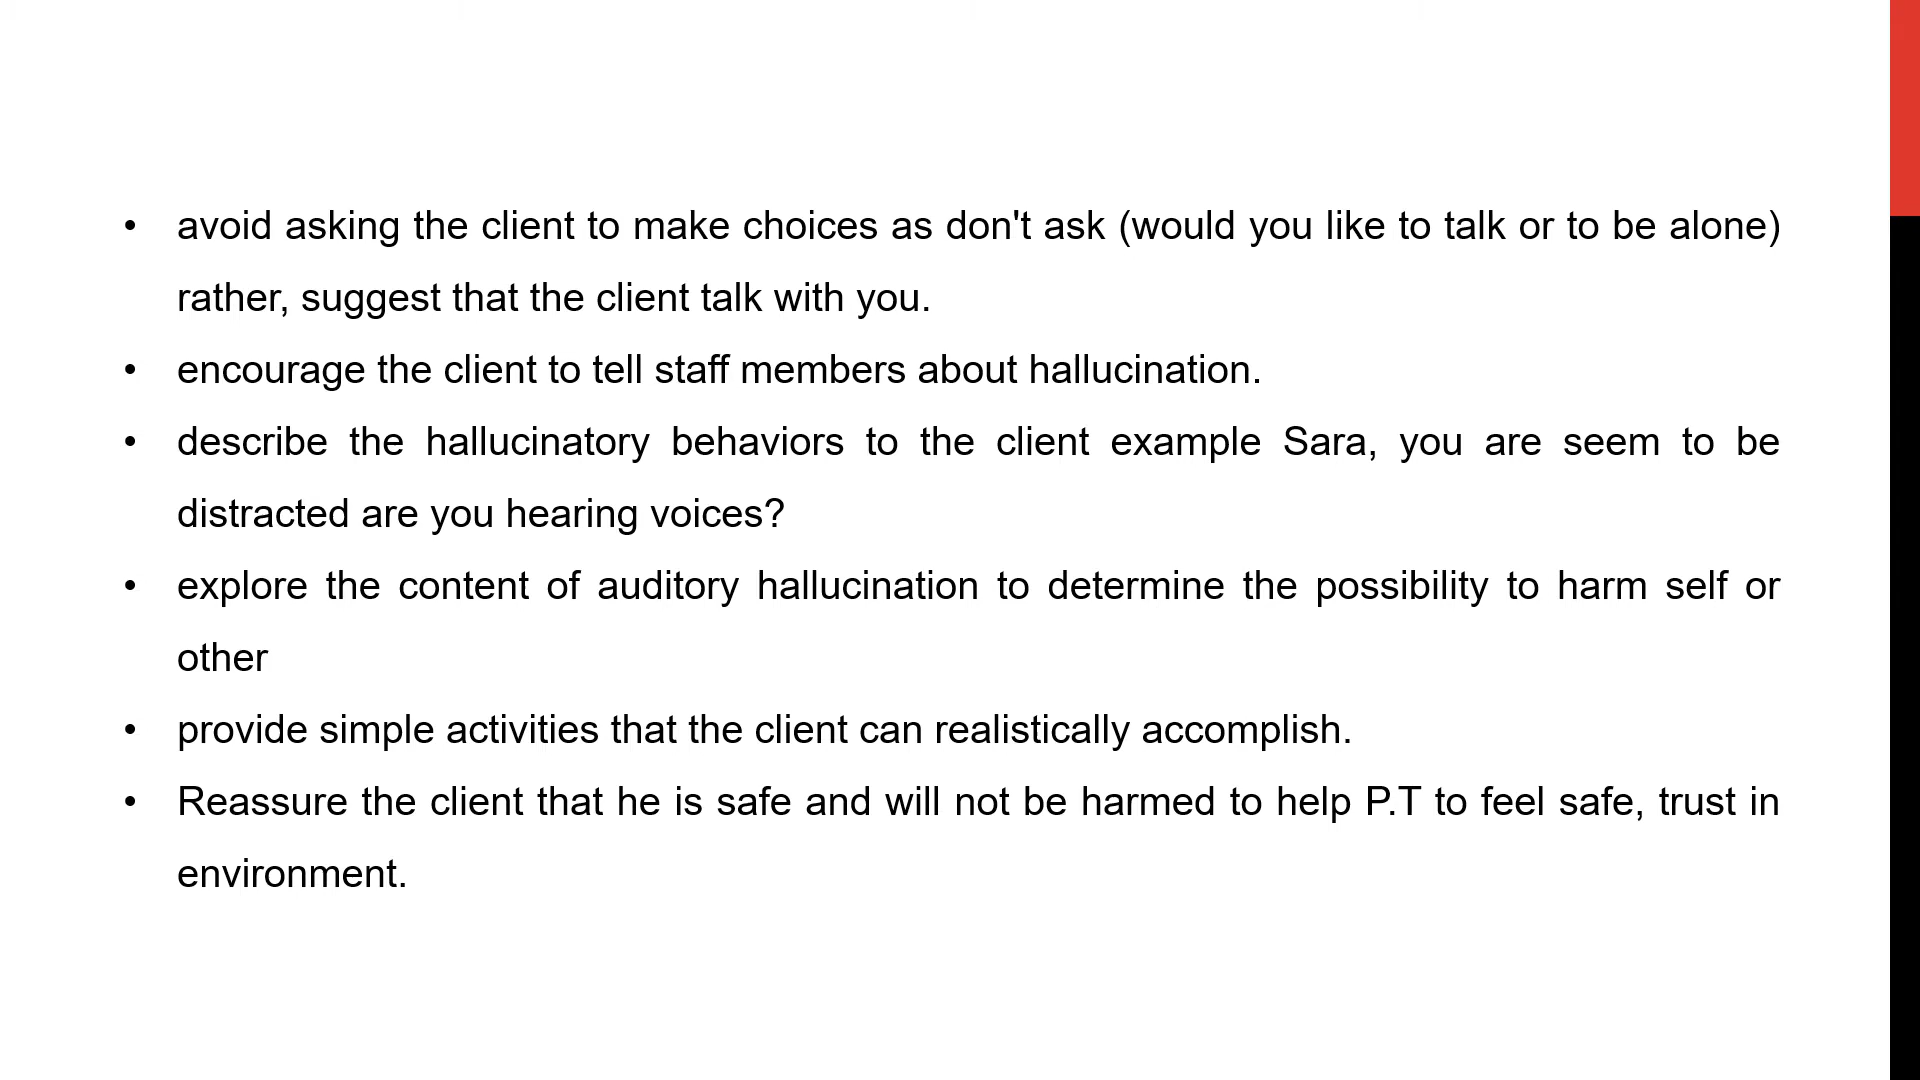 • avoid asking the client to make choices as don't ask (would you like to talk or to be alone)
rather, suggest that the client talk with you.
• encourage the client to tell staff members about hallucination.
• describe the hallucinatory behaviors to the client example Sara, you are seem to be
distracted are you hearing voices?
• explore the content of auditory hallucination to determine the possibility to harm self or
other
• provide simple activities that the client can realistically accomplish.
• Reassure the client that he is safe and will not be harmed to help P.T to feel safe, trust in
environment.